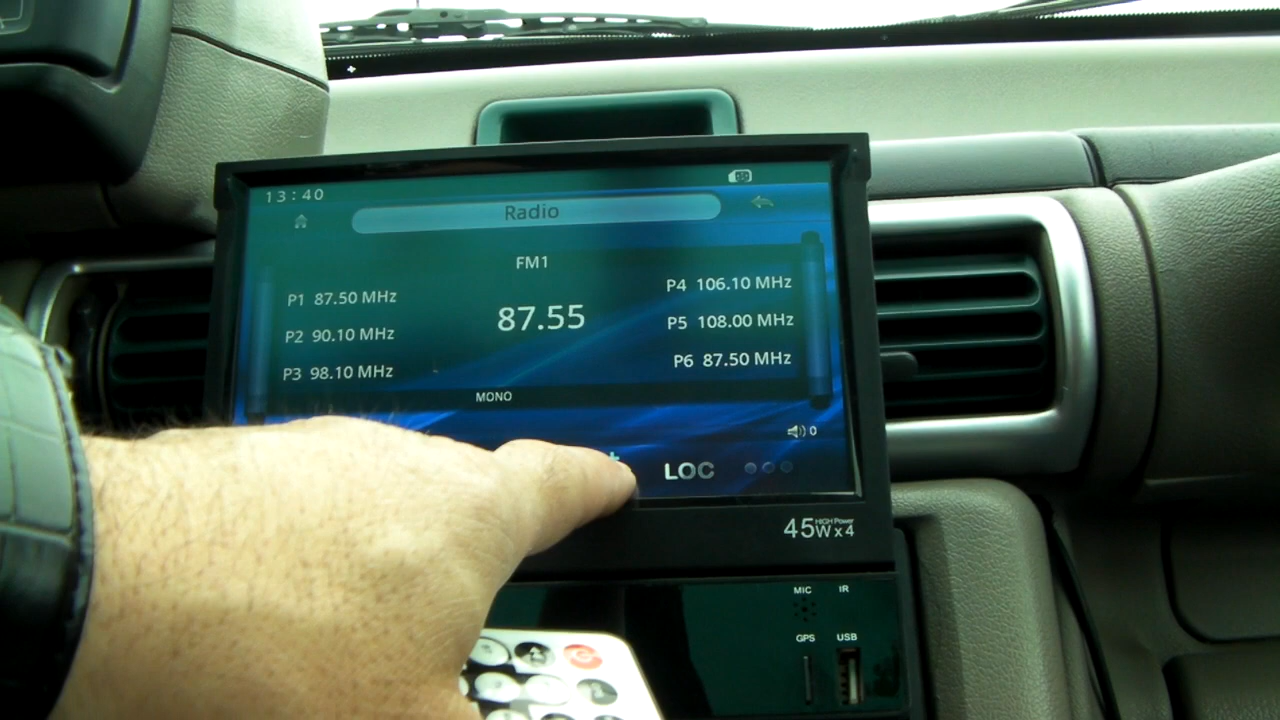 13:40
Radio
FM1
P1 87.50 MHz
P2 90.10 MHz
P3 98.10 MHz
87.55
P4 106.10 MHz
P5 108.00 MHz
P6 87.50 MHz
MONO
0
LOC
45W HIGH Power x4
MIC IR
GPS USB